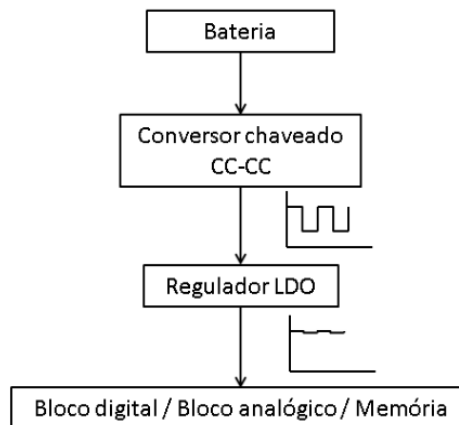 Bateria
Conversor chaveado
CC-CC
Regulador LDO
Bloco digital / Bloco analógico / Memória